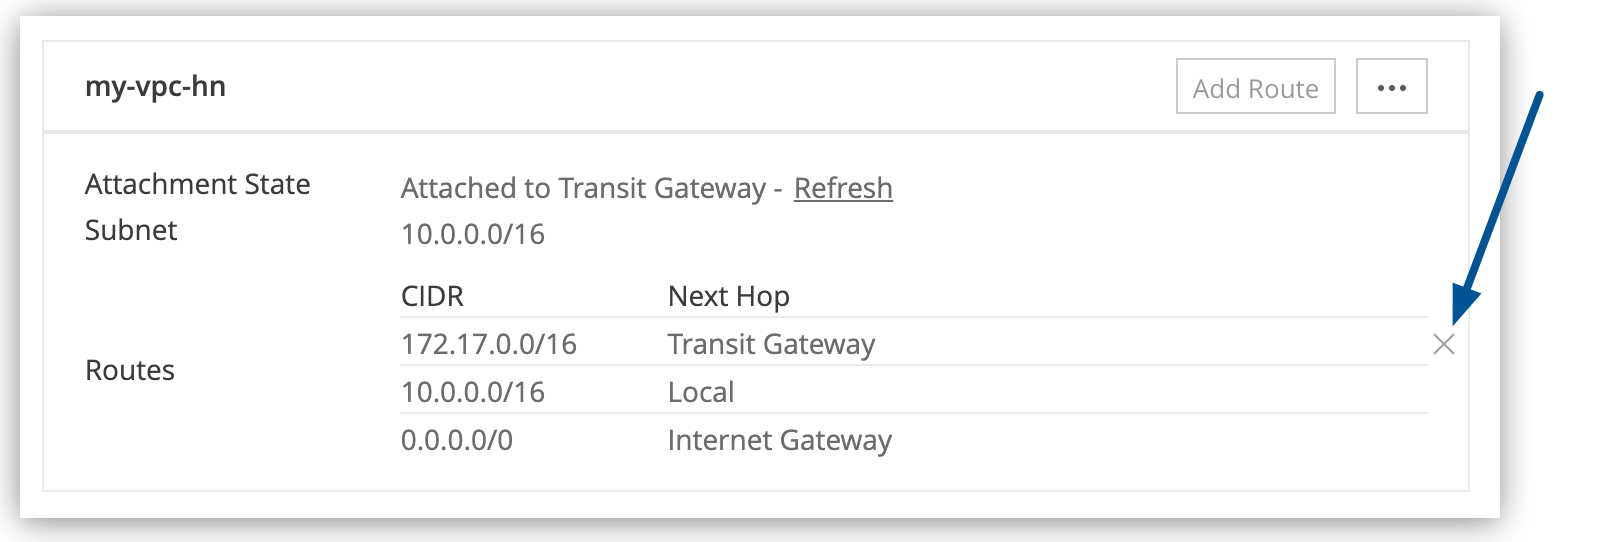 my-vpc-hn
Add Route
•••
Attachment State
Attached to Transit Gateway - Refresh
Subnet
10.0.0.0/16
CIDR
Next Hop
Routes
172.17.0.0/16
Transit Gateway
10.0.0.0/16
Local
0.0.0.0/0
Internet Gateway